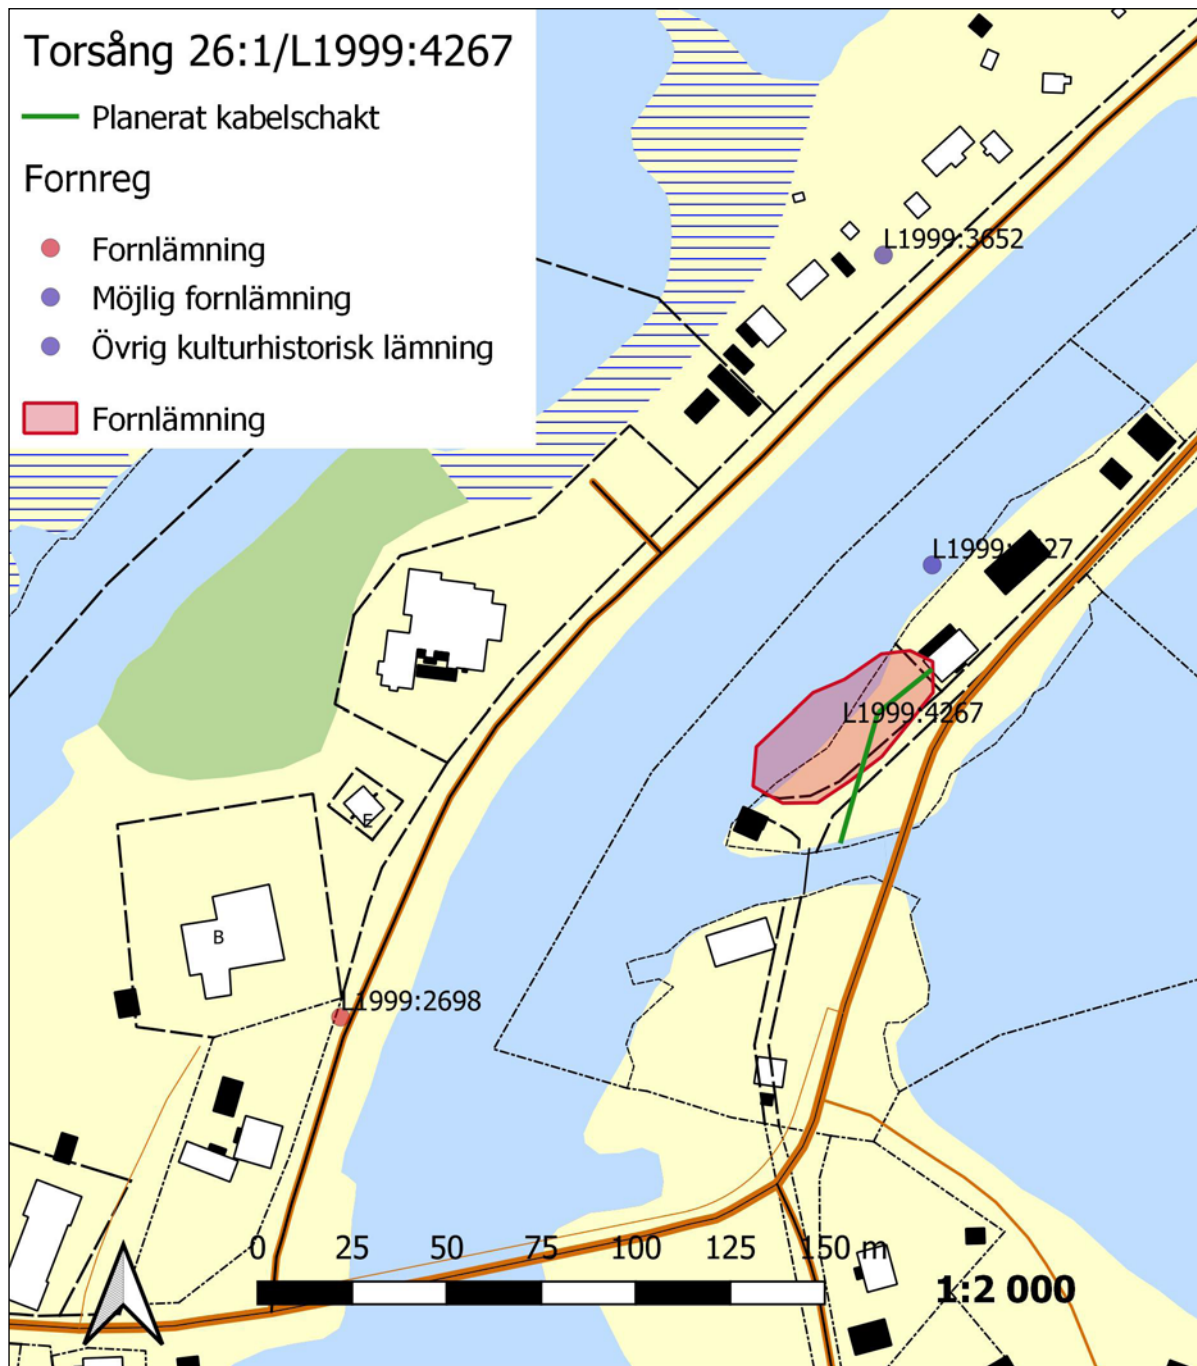 Torsång 26:1/L1999:4267
Planerat kabelschakt
Fornreg
Fornlämning
Möjlig fornlämning
Övrig kulturhistorisk lämning
Fornlämning
L1999:3652
L1999:4267
E
B
L1999:2698
0 25 50 75 100 125 150 m
1:2 000